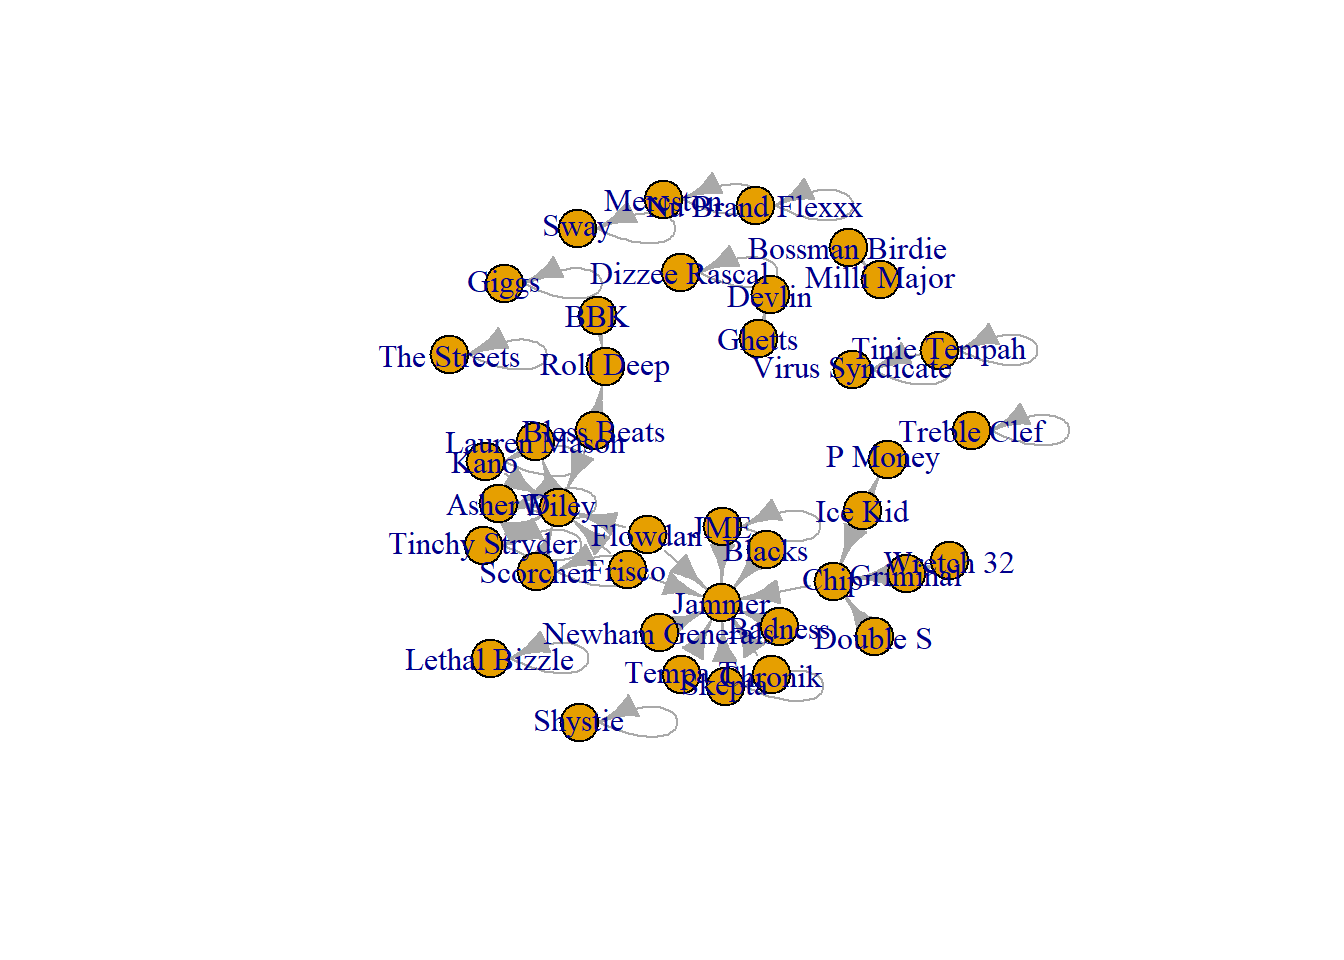 Mercston
Nu Brand Flexxx
Sway
Bossman Birdie
Giggs
Dizzee Rascal
Milli Major
Devlin
BBK
Ghetts
The Streets
Roll Deep
Tinie Tempah
Virus Syndicate
Bless Beats
Treble Clef
Lauren Mason
Kano
P Money
Asher D
Wiley
Ice Kid
Tinchy Stryder
Flowdan
JME
Blacks
Scorcher
Frisco
Chip
Griminal
Wretch 32
Jammer
Newham Generals
Badness
Double S
Lethal Bizzle
Tempa T
Skepta
Chronik
Shystie